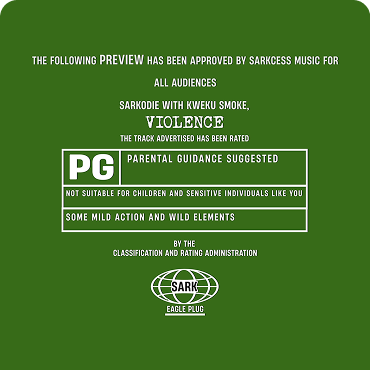 THE FOLLOWING PREVIEW HAS BEEN APPROVED BY SARKCESS MUSIC FOR
ALL AUDIENCES
SARKODIE WITH KWEKU SMOKE,
VIOLENCE
THE TRACK ADVERTISED HAS BEEN RATED
PG
PARENTAL GUIDANCE SUGGESTED
NOT SUITABLE FOR CHILDREN AND SENSITIVE INDIVIDUALS LIKE YOU
SOME MILD ACTION AND WILD ELEMENTS
BY THE
CLASSIFICATION AND RATING ADMINISTRATION
SARK
EAGLE PLUG